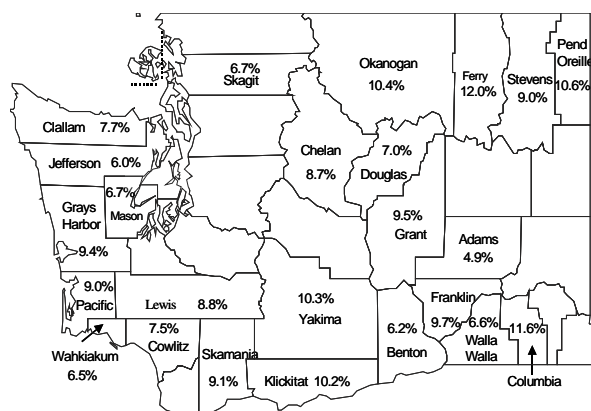 6.7%
Skagit
Okanogan
10.4%
Ferry
12.0%
Stevens
9.0%
Pend
Oreille
10.6%
Clallam 7.7%
Jefferson 6.0%
Chelan
8.7%
7.0%
Douglas
6.7%
Mason
Grays
Harbor
9.4%
9.5%
Grant
Adams
4.9%
9.0%
Pacific
Lewis 8.8%
10.3%
Yakima
6.2%
Benton
Franklin
9.7%
6.6%
Walla
Walla
11.6%
Columbia
Wahkiakum
6.5%
7.5%
Cowlitz
Skamania
9.1%
Klickitat 10.2%